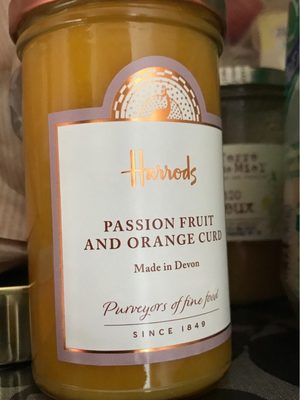 Harrods
PASSION FRUIT
AND ORANGE CURD
Made in Devon
Purveyors of fine food
SINCE 1849